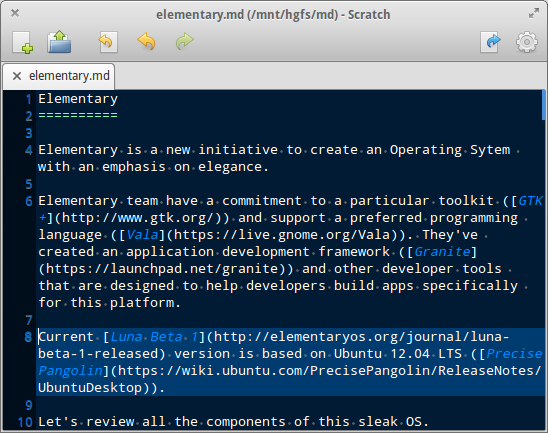 elementary.md (/mnt/hgfs/md) - Scratch
elementary.md
1 Elementary
2 ==========
3
4 Elementary is a new initiative to create an Operating Sytem
with an emphasis on elegance.
5
6 Elementary team have a commitment to a particular toolkit ([GTK
+](http://www.gtk.org/)) and support a preferred programming
language ([Vala](https://live.gnome.org/Vala)). They've
created an application development framework ([Granite]
(https://launchpad.net/granite)) and other developer tools
that are designed to help developers build apps specifically
for this platform.
7
8 Current [Luna Beta 1](http://elementaryos.org/journal/luna-
beta-1-released) version is based on Ubuntu 12.04 LTS ([Precise
Pangolin](https://wiki.ubuntu.com/PrecisePangolin/ReleaseNotes/
UbuntuDesktop)).
9
10 Let's review all the components of this sleak OS.